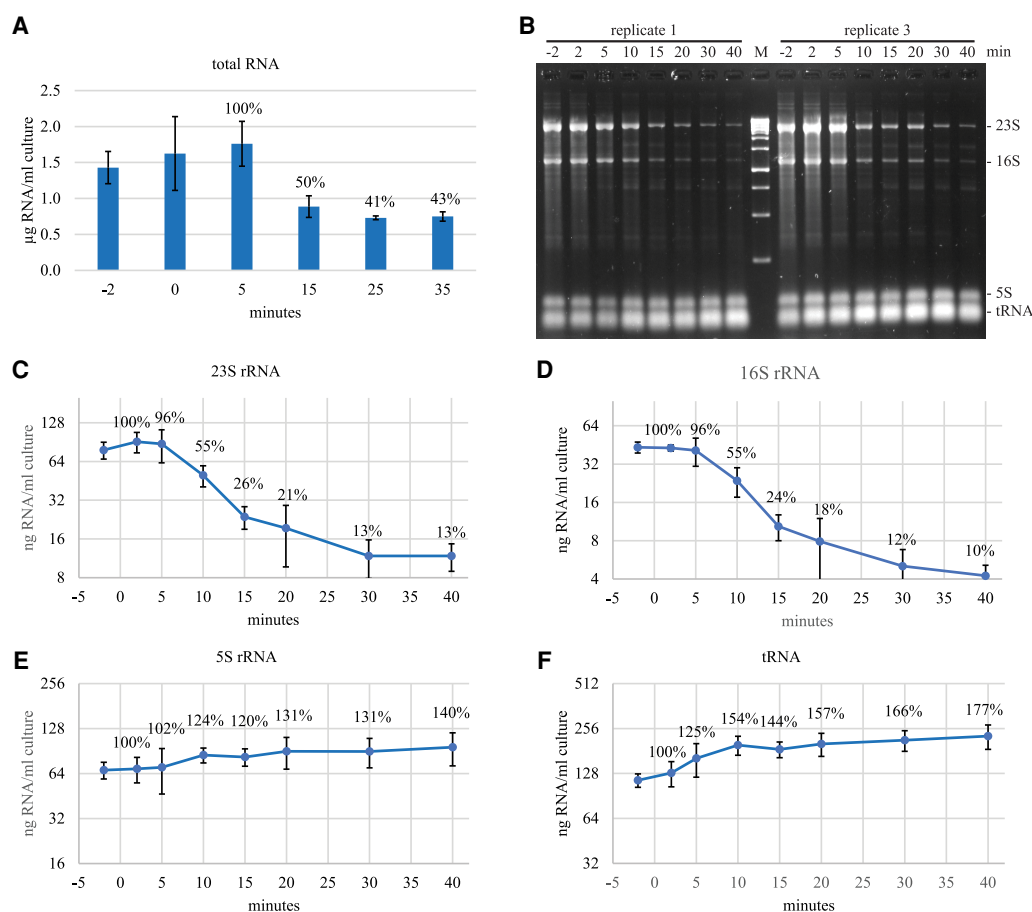 A
total RNA
µg RNA/ml culture
2.5
2.0
1.5
1.0
0.5
0.0
100%
50%
41%
43%
-2 0 5 15 25 35
minutes
B
replicate 1 replicate 3
-2 2 5 10 15 20 30 40 M -2 2 5 10 15 20 30 40 min
- 23S
- 16S
- 5S
- tRNA
C
23S rRNA
ng RNA/ml culture
128
64
32
16
8
100% 96% 55% 26% 21% 13% 13%
-5 0 5 10 15 20 25 30 35 40
minutes
D
16S rRNA
ng RNA/ml culture
64
32
16
8
4
100% 96% 55% 24% 18% 12% 10%
-5 0 5 10 15 20 25 30 35 40
minutes
E
5S rRNA
ng RNA/ml culture
256
128
64
32
16
100% 102% 124% 120% 131% 131% 140%
-5 0 5 10 15 20 25 30 35 40
minutes
F
tRNA
ng RNA/ml culture
512
256
128
64
32
100% 125% 154% 144% 157% 166% 177%
-5 0 5 10 15 20 25 30 35 40
minutes